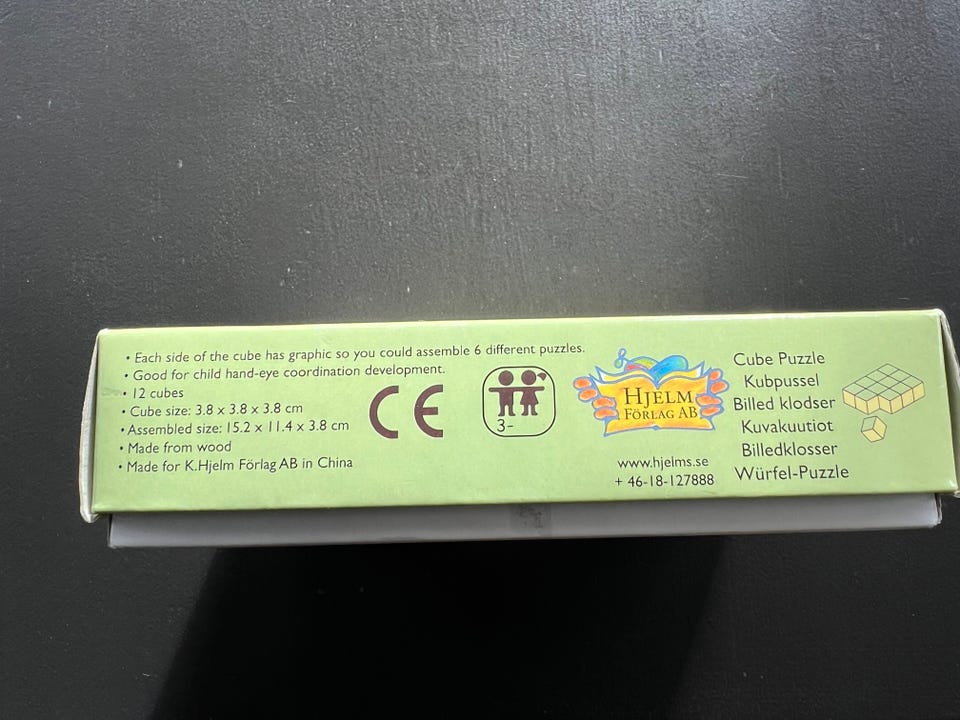 • Each side of the cube has graphic so you could assemble 6 different puzzles.
• Good for child hand-eye coordination development.
• 12 cubes
• Cube size: 3.8 x 3.8 x 3.8 cm
• Assembled size: 15.2 x 11.4 x 3.8 cm
• Made from wood
• Made for K.Hjelm Förlag AB in China
CE
3-
HJELM
FÖRLAG AB
www.hjelms.se
+ 46-18-127888
Cube Puzzle
Kubpussel
Billed klodser
Kuvakuutiot
Billedklosser
Würfel-Puzzle